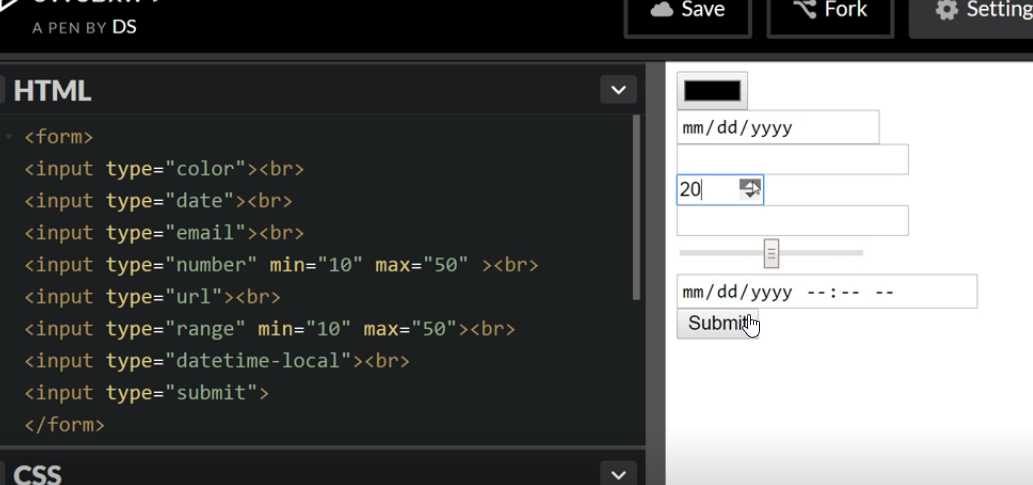 A PEN BY DS
Save
Fork
Setting
HTML
<form>
<input type="color"><br>
<input type="date"><br>
<input type="email"><br>
<input type="number" min="10" max="50" ><br>
<input type="url"><br>
<input type="range" min="10" max="50"><br>
<input type="datetime-local"><br>
<input type="submit">
</form>
CSS
mm/dd/yyyy
20
mm/dd/yyyy --:-- --
Submit